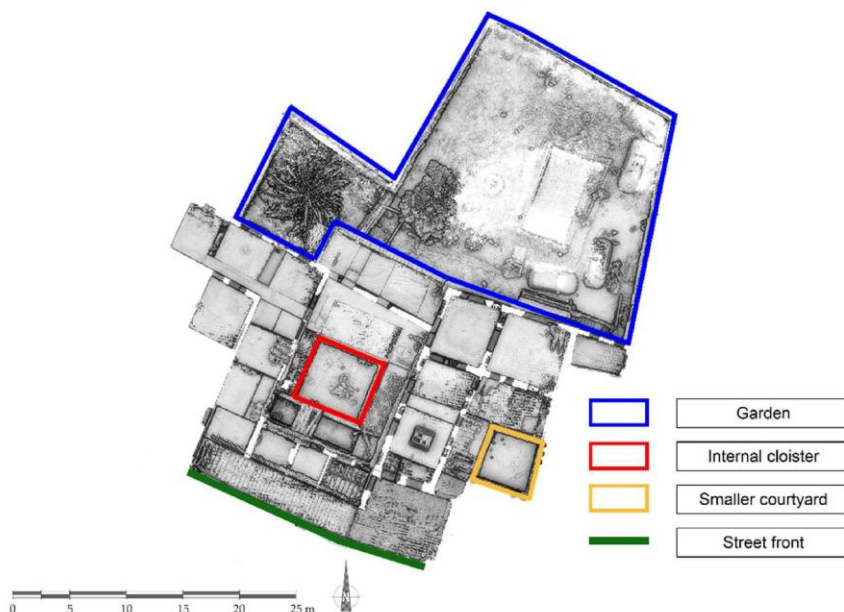 Garden
Internal cloister
Smaller courtyard
Street front
0 5 10 15 20 25 m